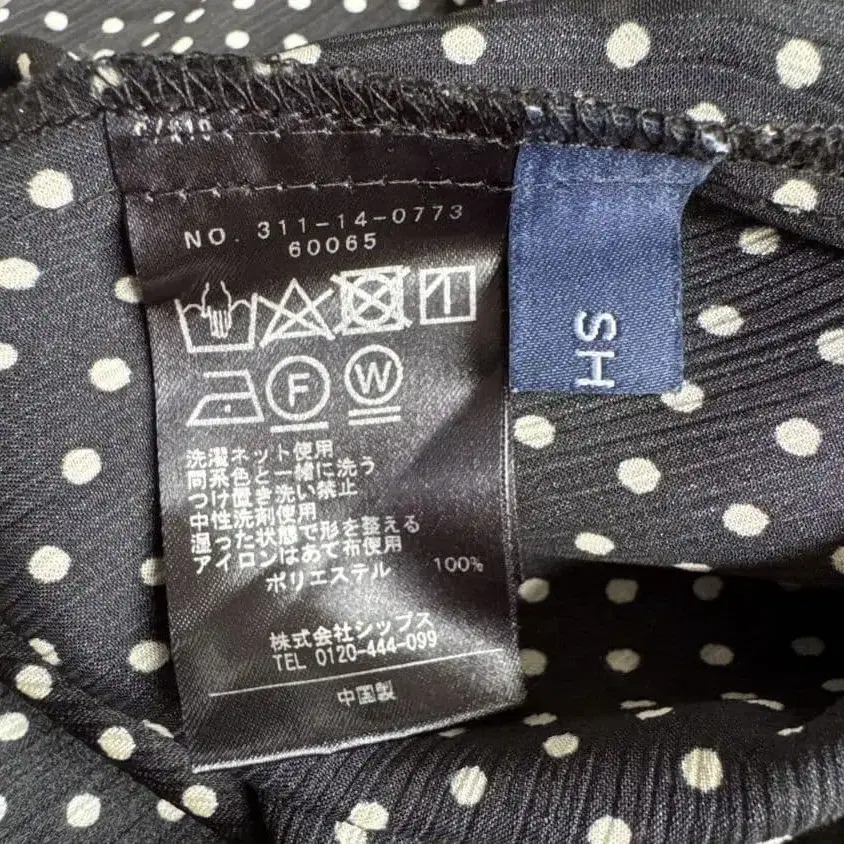 NO. 311-14-0773
60065
F
W
洗濯ネット使用
同系色と一緒に洗う
つけ置き洗い禁止
中性洗剤使用
湿った状態で形を整える
アイロンはあて布使用
ポリエステル 100%
株式会社シップス
TEL 0120-444-099
中国製
SH